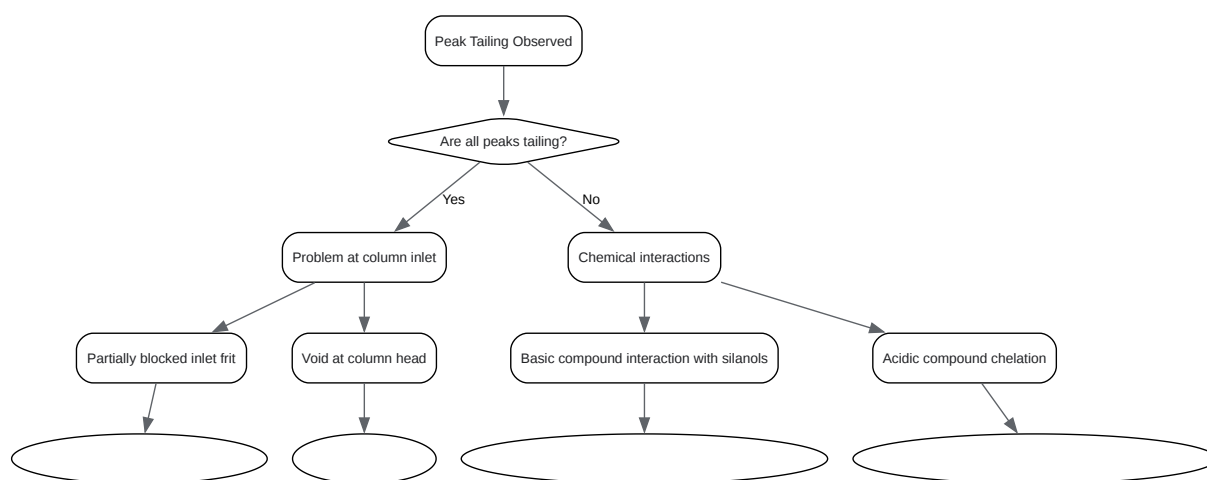 Peak Tailing Observed
Are all peaks tailing?
Yes
No
Problem at column inlet
Chemical interactions
Partially blocked inlet frit
Void at column head
Basic compound interaction with silanols
Acidic compound chelation